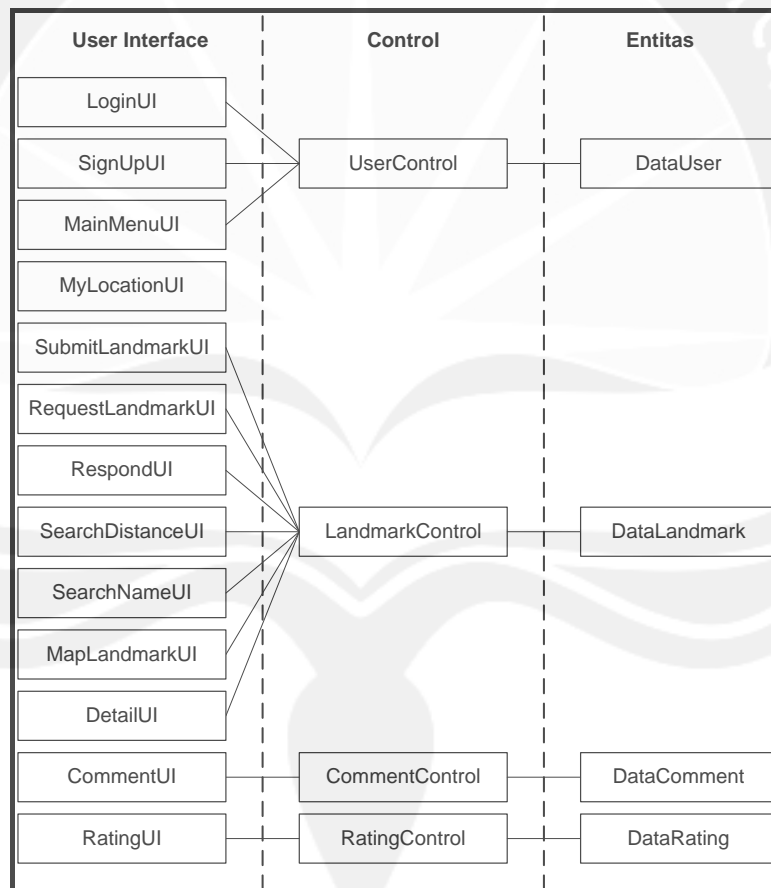 User Interface
Control
Entitas
LoginUI
SignUpUI
UserControl
DataUser
MainMenuUI
MyLocationUI
SubmitLandmarkUI
RequestLandmarkUI
RespondUI
SearchDistanceUI
LandmarkControl
DataLandmark
SearchNameUI
MapLandmarkUI
DetailUI
CommentUI
CommentControl
DataComment
RatingUI
RatingControl
DataRating